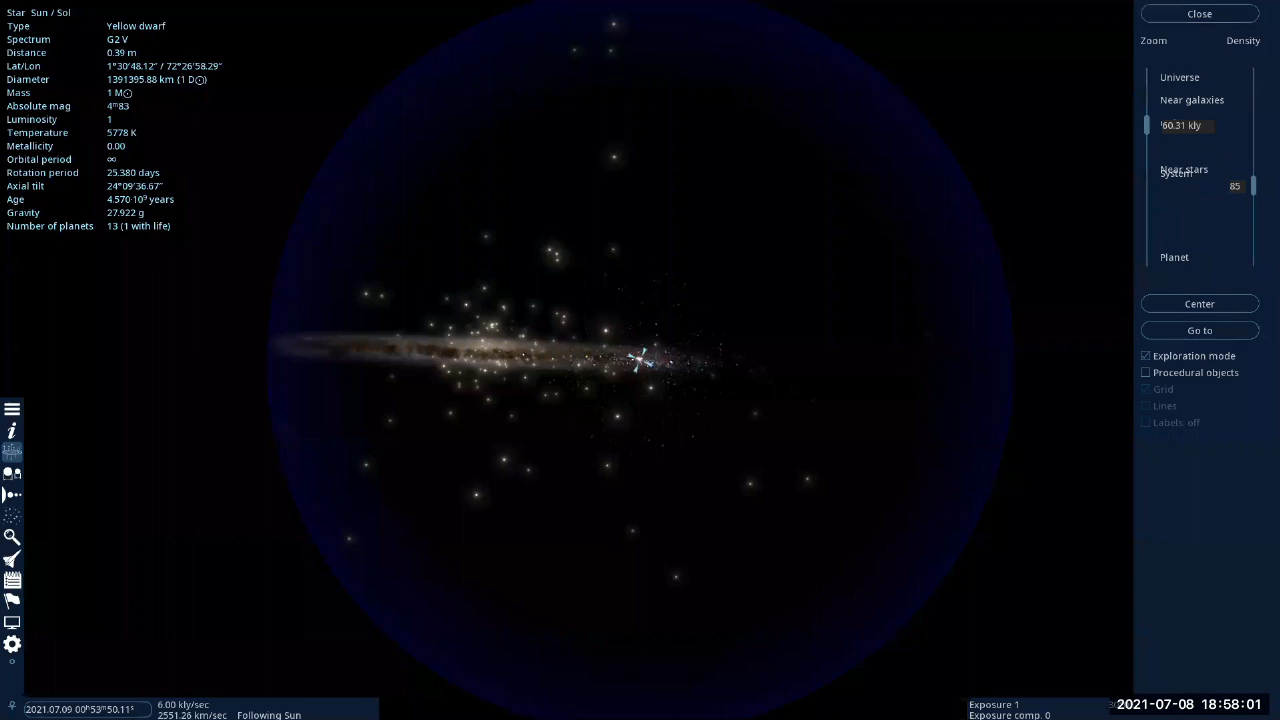 Star Sun / Sol
Type Yellow dwarf
Spectrum G2 V
Distance 0.39 m
Lat/Lon 1°30'48.12" / 72°26'58.29"
Diameter 1391395.88 km (1 D☉)
Mass 1 M☉
Absolute mag 4ᵐ83
Luminosity 1
Temperature 5778 K
Metallicity 0.00
Orbital period ∞
Rotation period 25.380 days
Axial tilt 24°09'36.67"
Age 4.570·10⁹ years
Gravity 27.922 g
Number of planets 13 (1 with life)
Close
Zoom Density
Universe
Near galaxies
60.31 kly
Near stars
System
85
Planet
Center
Go to
Exploration mode
Procedural objects
Grid
Lines
Labels: off
2021.07.09 00ʰ53ᵐ50.11ˢ
6.00 kly/sec
2551.26 km/sec Following Sun
Exposure 1
Exposure comp. 0
2021-07-08 18:58:01